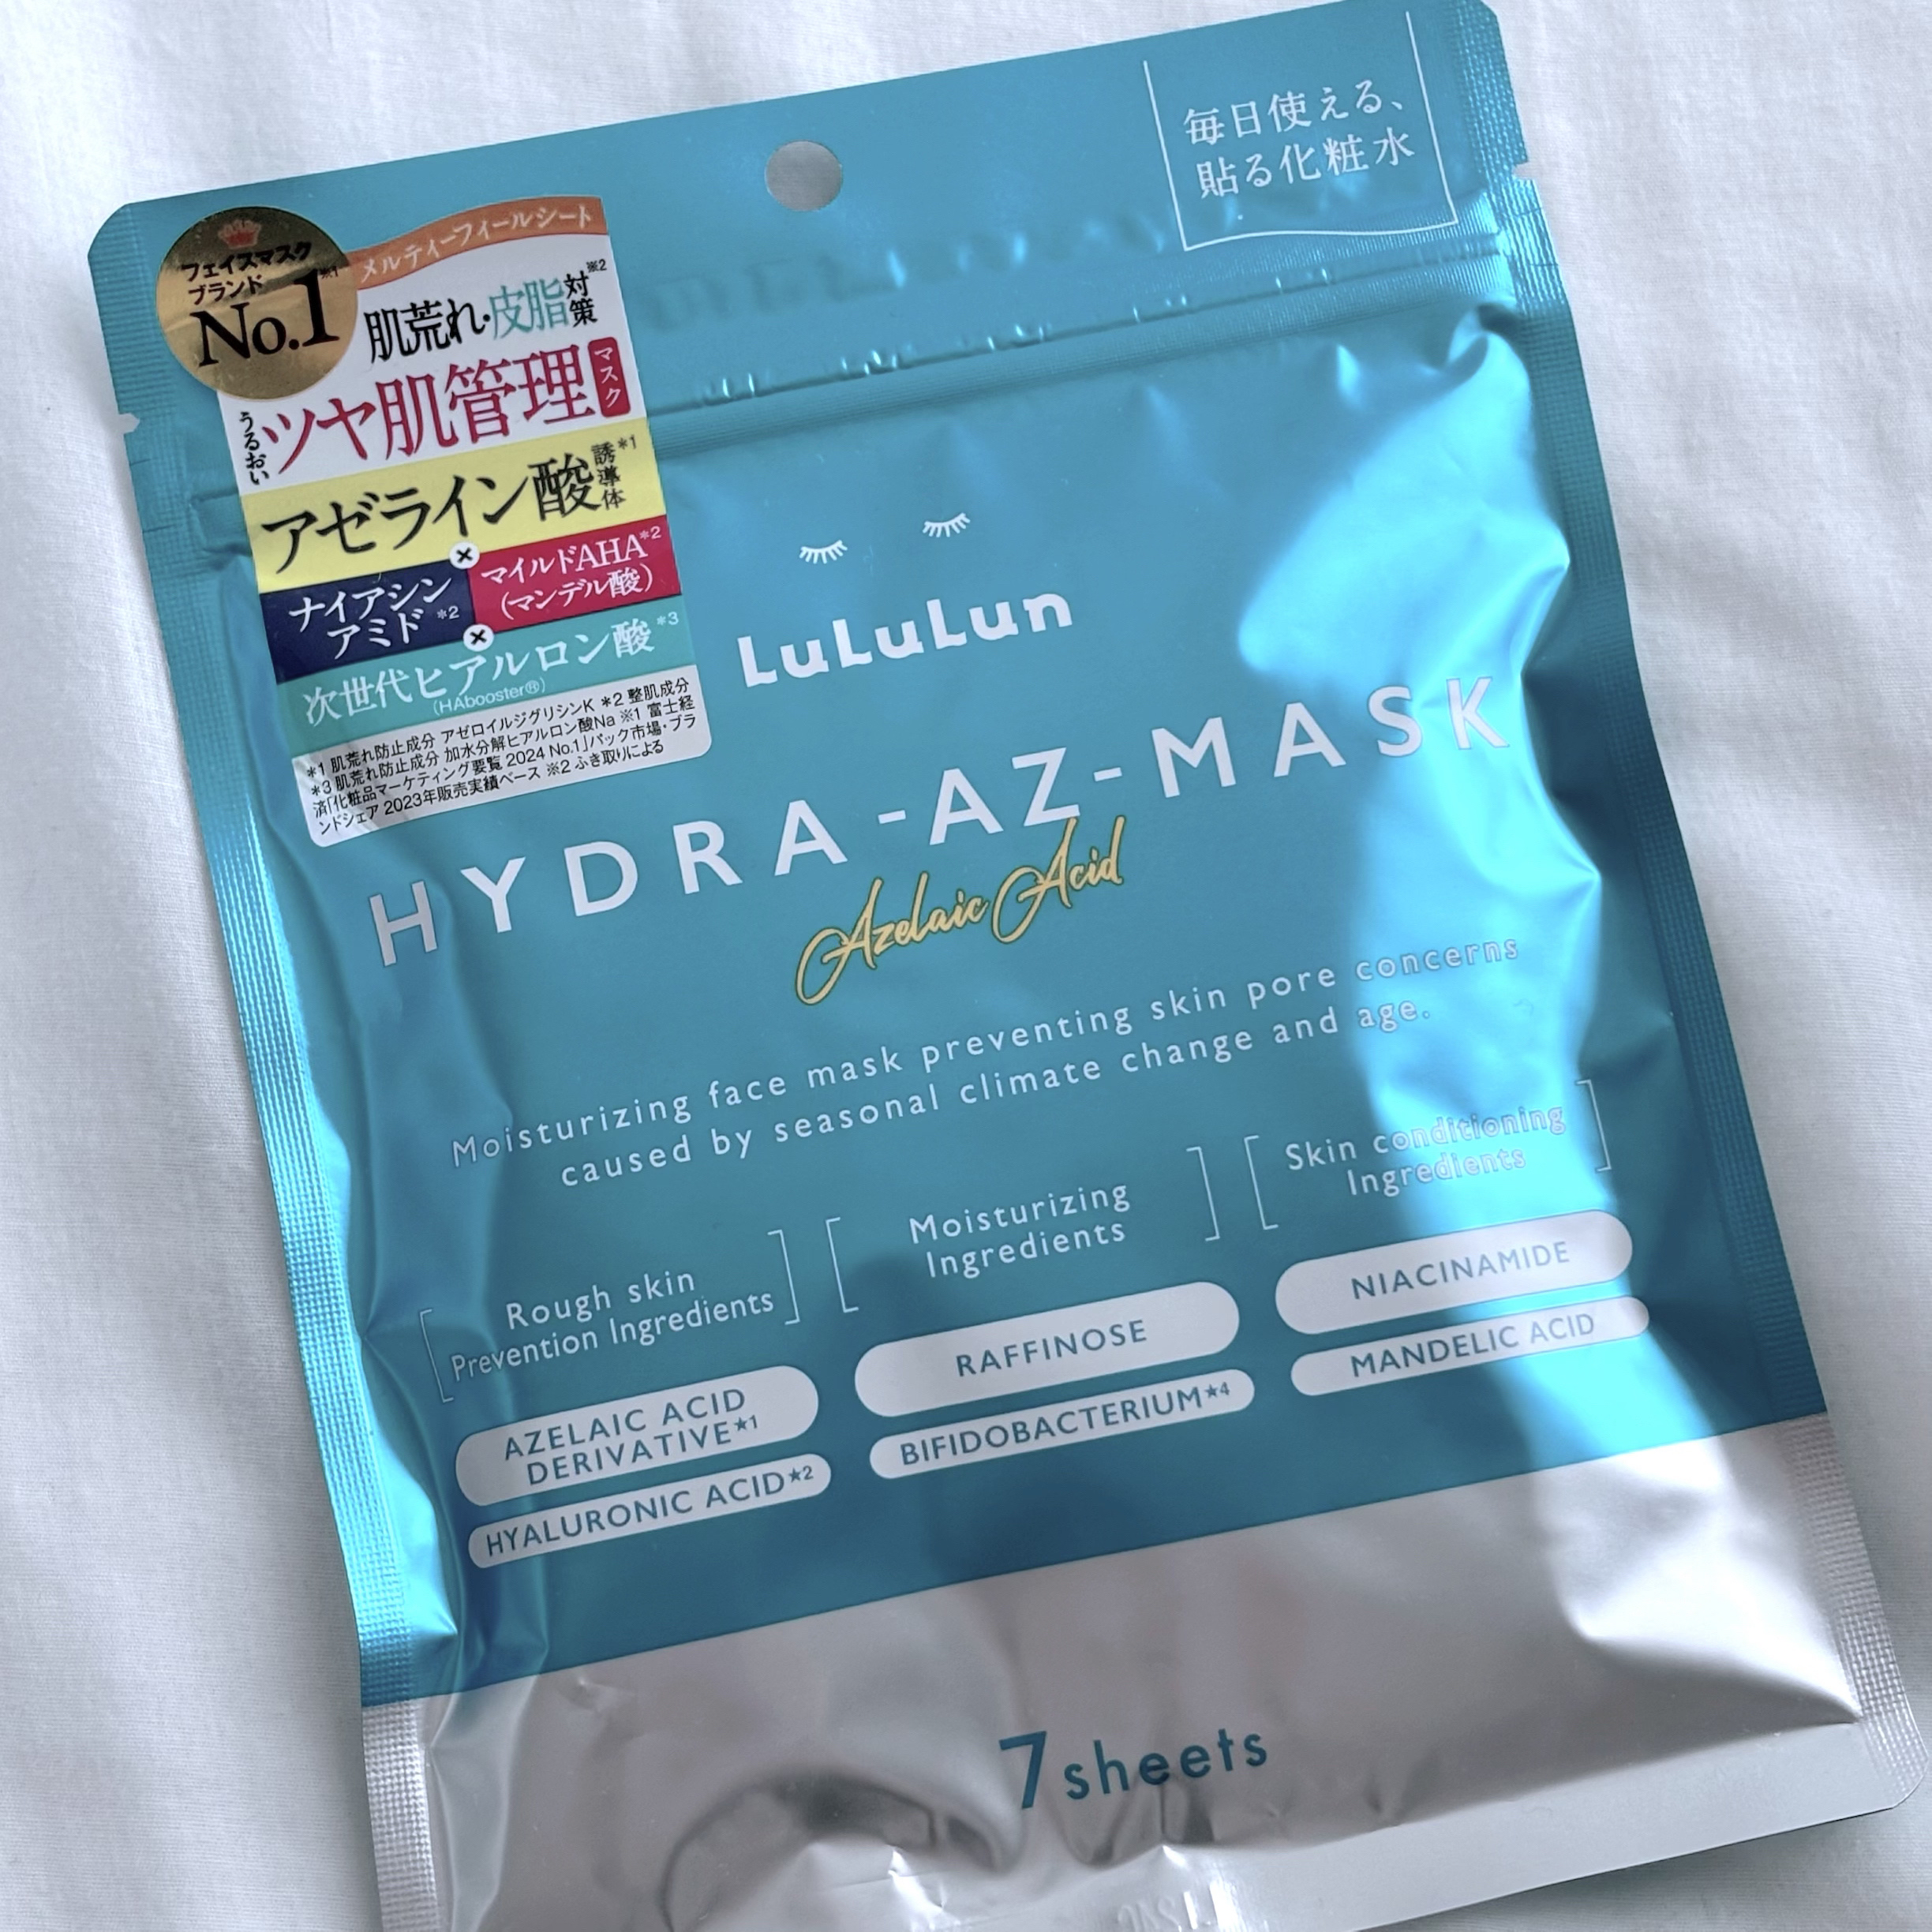 毎日使える、
貼る化粧水
フェイスマスク
ブランド
No.1※1
メルティーフィールシート
肌荒れ・皮脂対策※2
うるおい
ツヤ肌管理
マスク
アゼライン酸誘導体*1
×
ナイアシン
アミド*2
マイルドAHA*2
(マンデル酸)
×
次世代ヒアルロン酸*3
(HAbooster®)
*1 肌荒れ防止成分 アゼロイルジグリシンK *2 整肌成分
*3 肌荒れ防止成分 加水分解ヒアルロン酸Na ※1 富士経
済「化粧品マーケティング要覧 2024 No.1」パック市場・ブラ
ンドシェア 2023年販売実績ベース ※2 ふき取りによる
LuLuLun
HYDRA-AZ-MASK
Azelaic Acid
Moisturizing face mask preventing skin pore concerns
caused by seasonal climate change and age.
Rough skin
Prevention Ingredients
AZELAIC ACID
DERIVATIVE★1
HYALURONIC ACID★2
Moisturizing
Ingredients
RAFFINOSE
BIFIDOBACTERIUM★4
Skin conditioning
Ingredients
NIACINAMIDE
MANDELIC ACID
7sheets